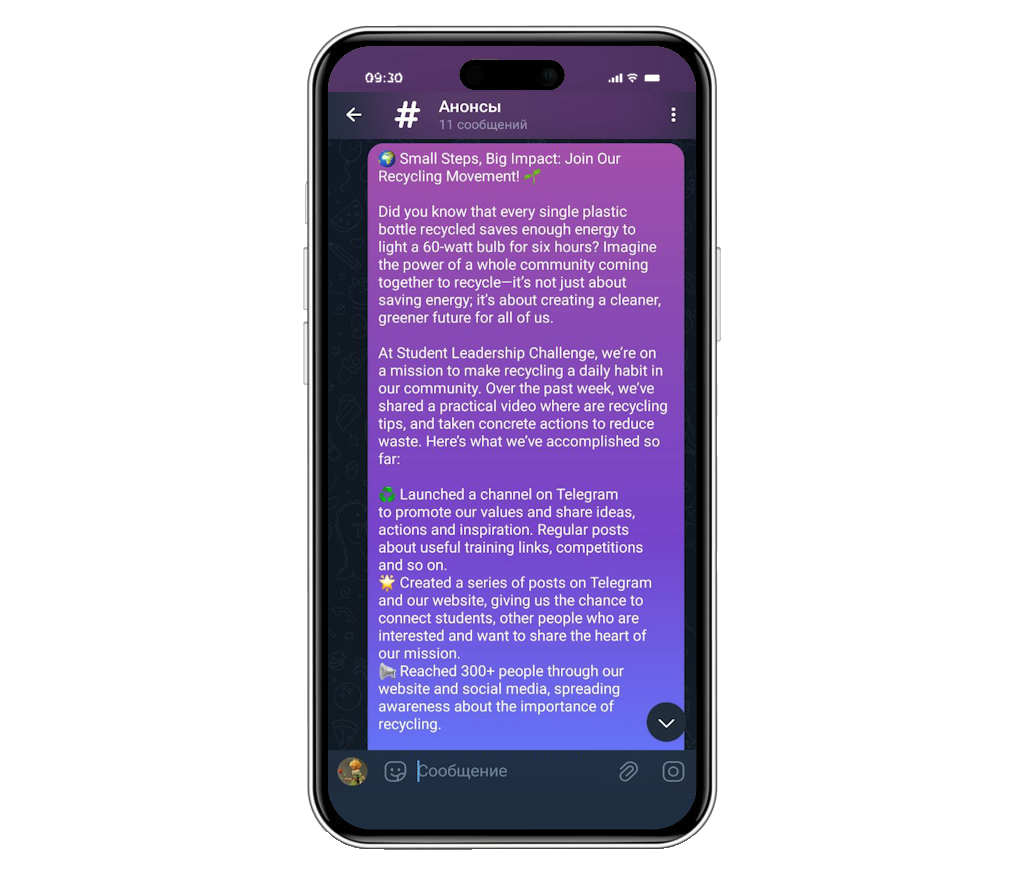 09:30
#
Анонсы
11 сообщений
🌍 Small Steps, Big Impact: Join Our
Recycling Movement! 🌱
Did you know that every single plastic
bottle recycled saves enough energy to
light a 60-watt bulb for six hours? Imagine
the power of a whole community coming
together to recycle—it's not just about
saving energy; it's about creating a cleaner,
greener future for all of us.
At Student Leadership Challenge, we're on
a mission to make recycling a daily habit in
our community. Over the past week, we've
shared a practical video where are recycling
tips, and taken concrete actions to reduce
waste. Here's what we've accomplished so
far:
♻️ Launched a channel on Telegram
to promote our values and share ideas,
actions and inspiration. Regular posts
about useful training links, competitions
and so on.
🌟 Created a series of posts on Telegram
and our website, giving us the chance to
connect students, other people who are
interested and want to share the heart of
our mission.
📢 Reached 300+ people through our
website and social media, spreading
awareness about the importance of
recycling.
Сообщение